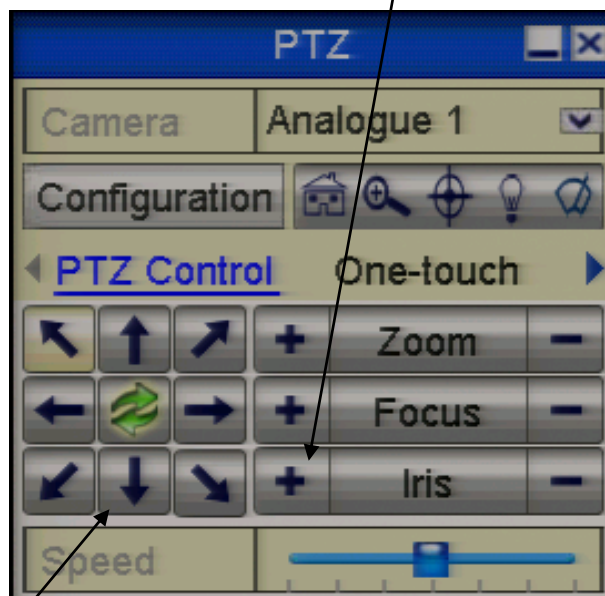 PTZ
Camera Analogue 1
Configuration
PTZ Control One-touch
+ Zoom −
+ Focus −
+ Iris −
Speed